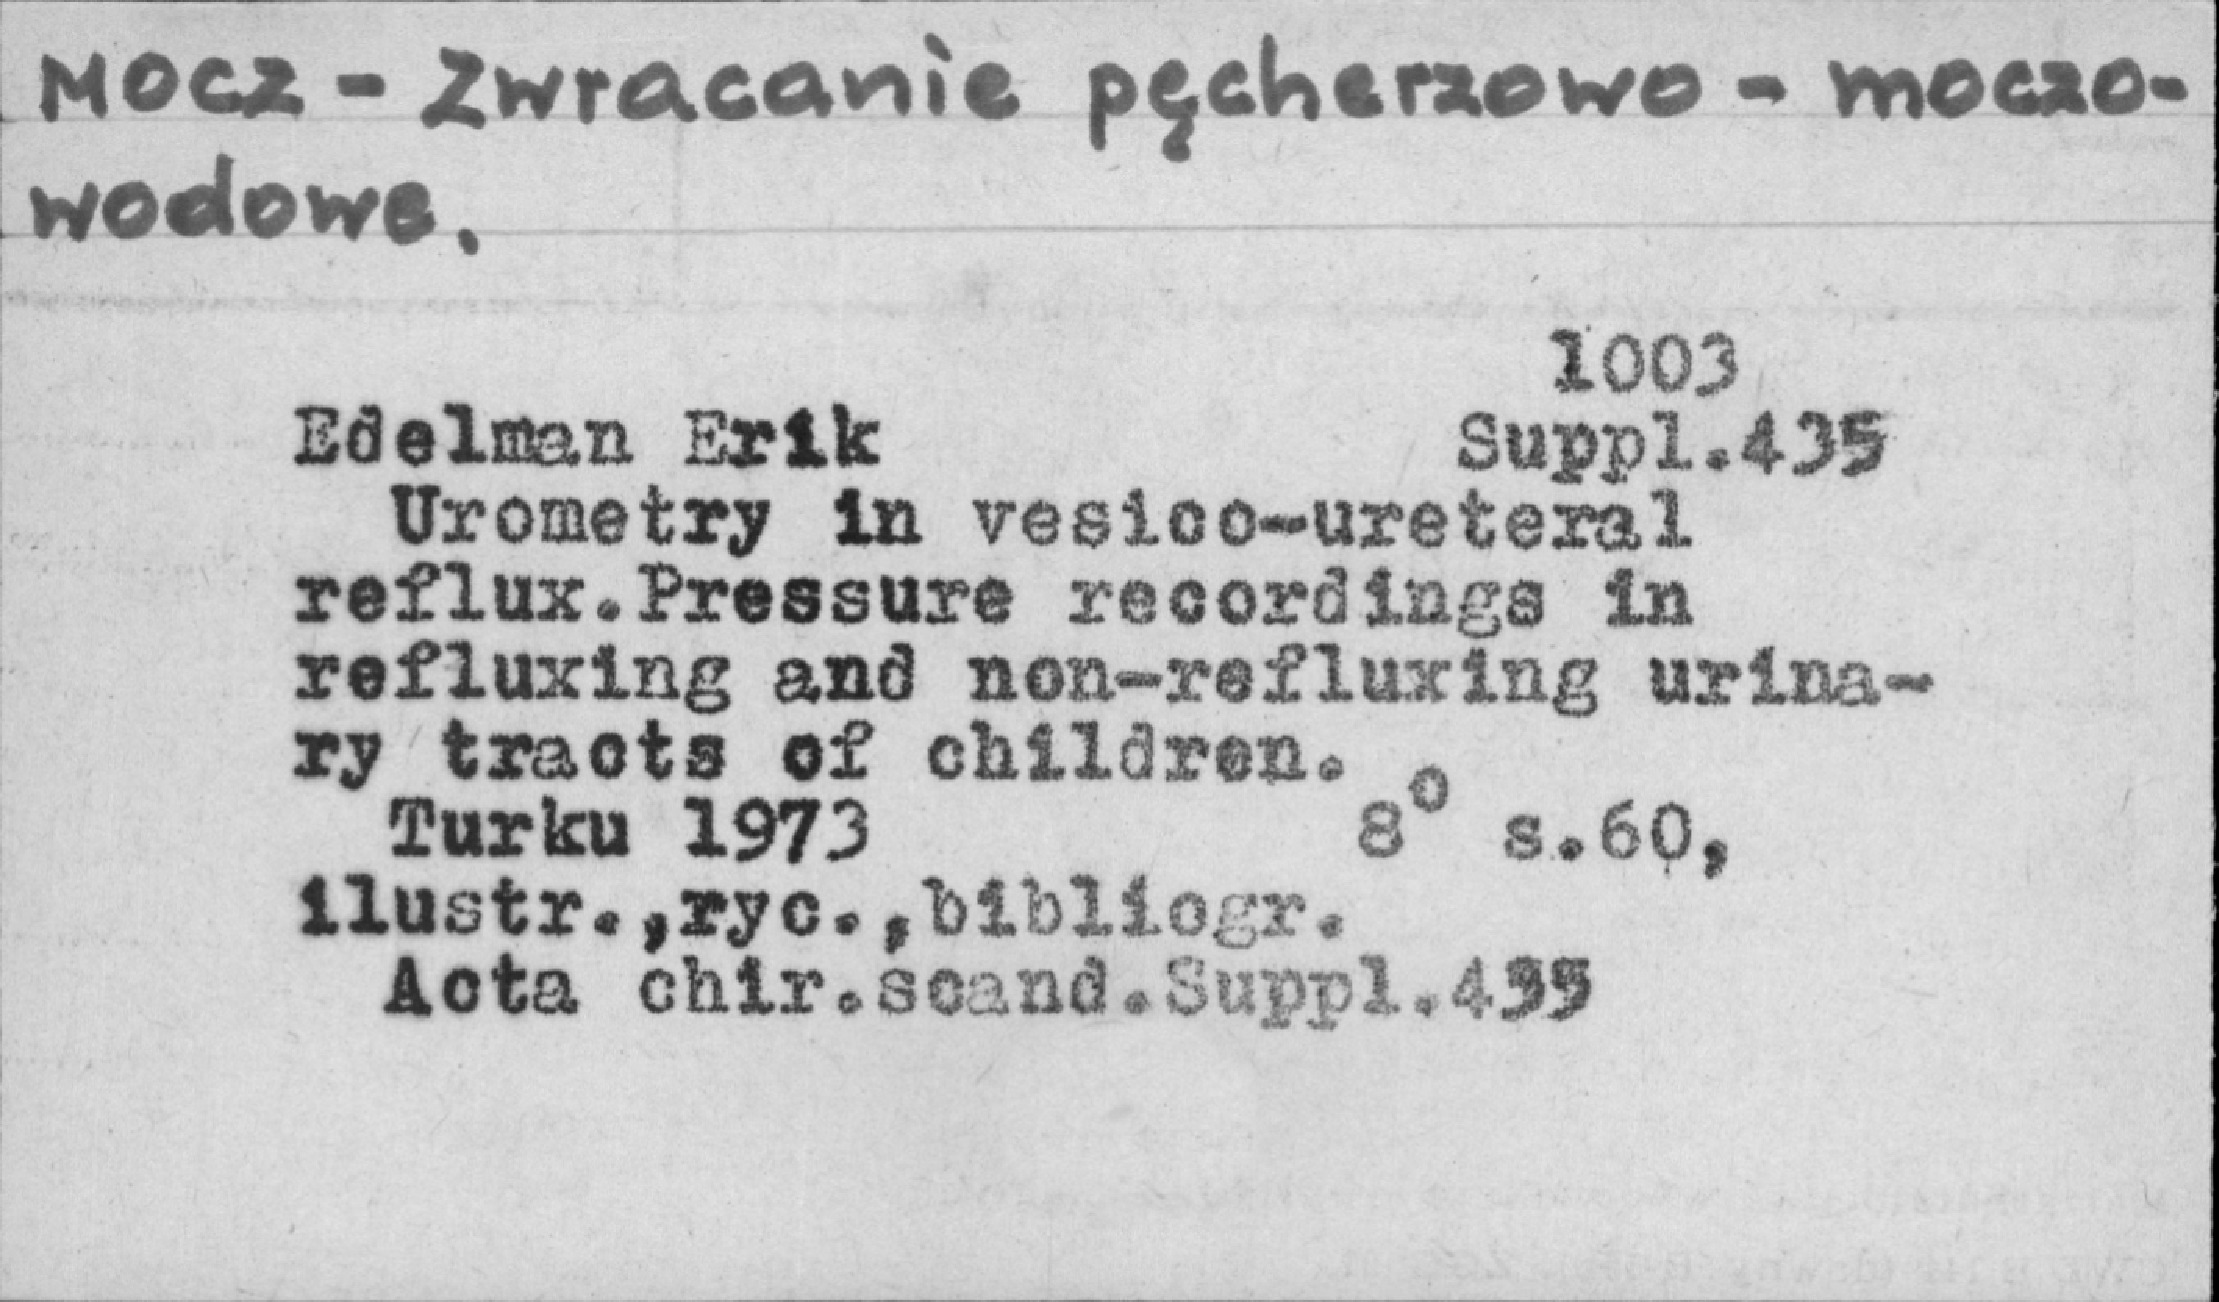 MOCZ - Zwracanie pęcherzowo - moczo-
wodowe.
1003
Edelman Erik Suppl.435
Urometry in vesico-ureteral
reflux.Pressure recordings in
refluxing and non-refluxing urina-
ry tracts of children.
Turku 1973 8° s.60,
ilustr.,ryc.,bibliogr.
Acta chir.scand.Suppl.435